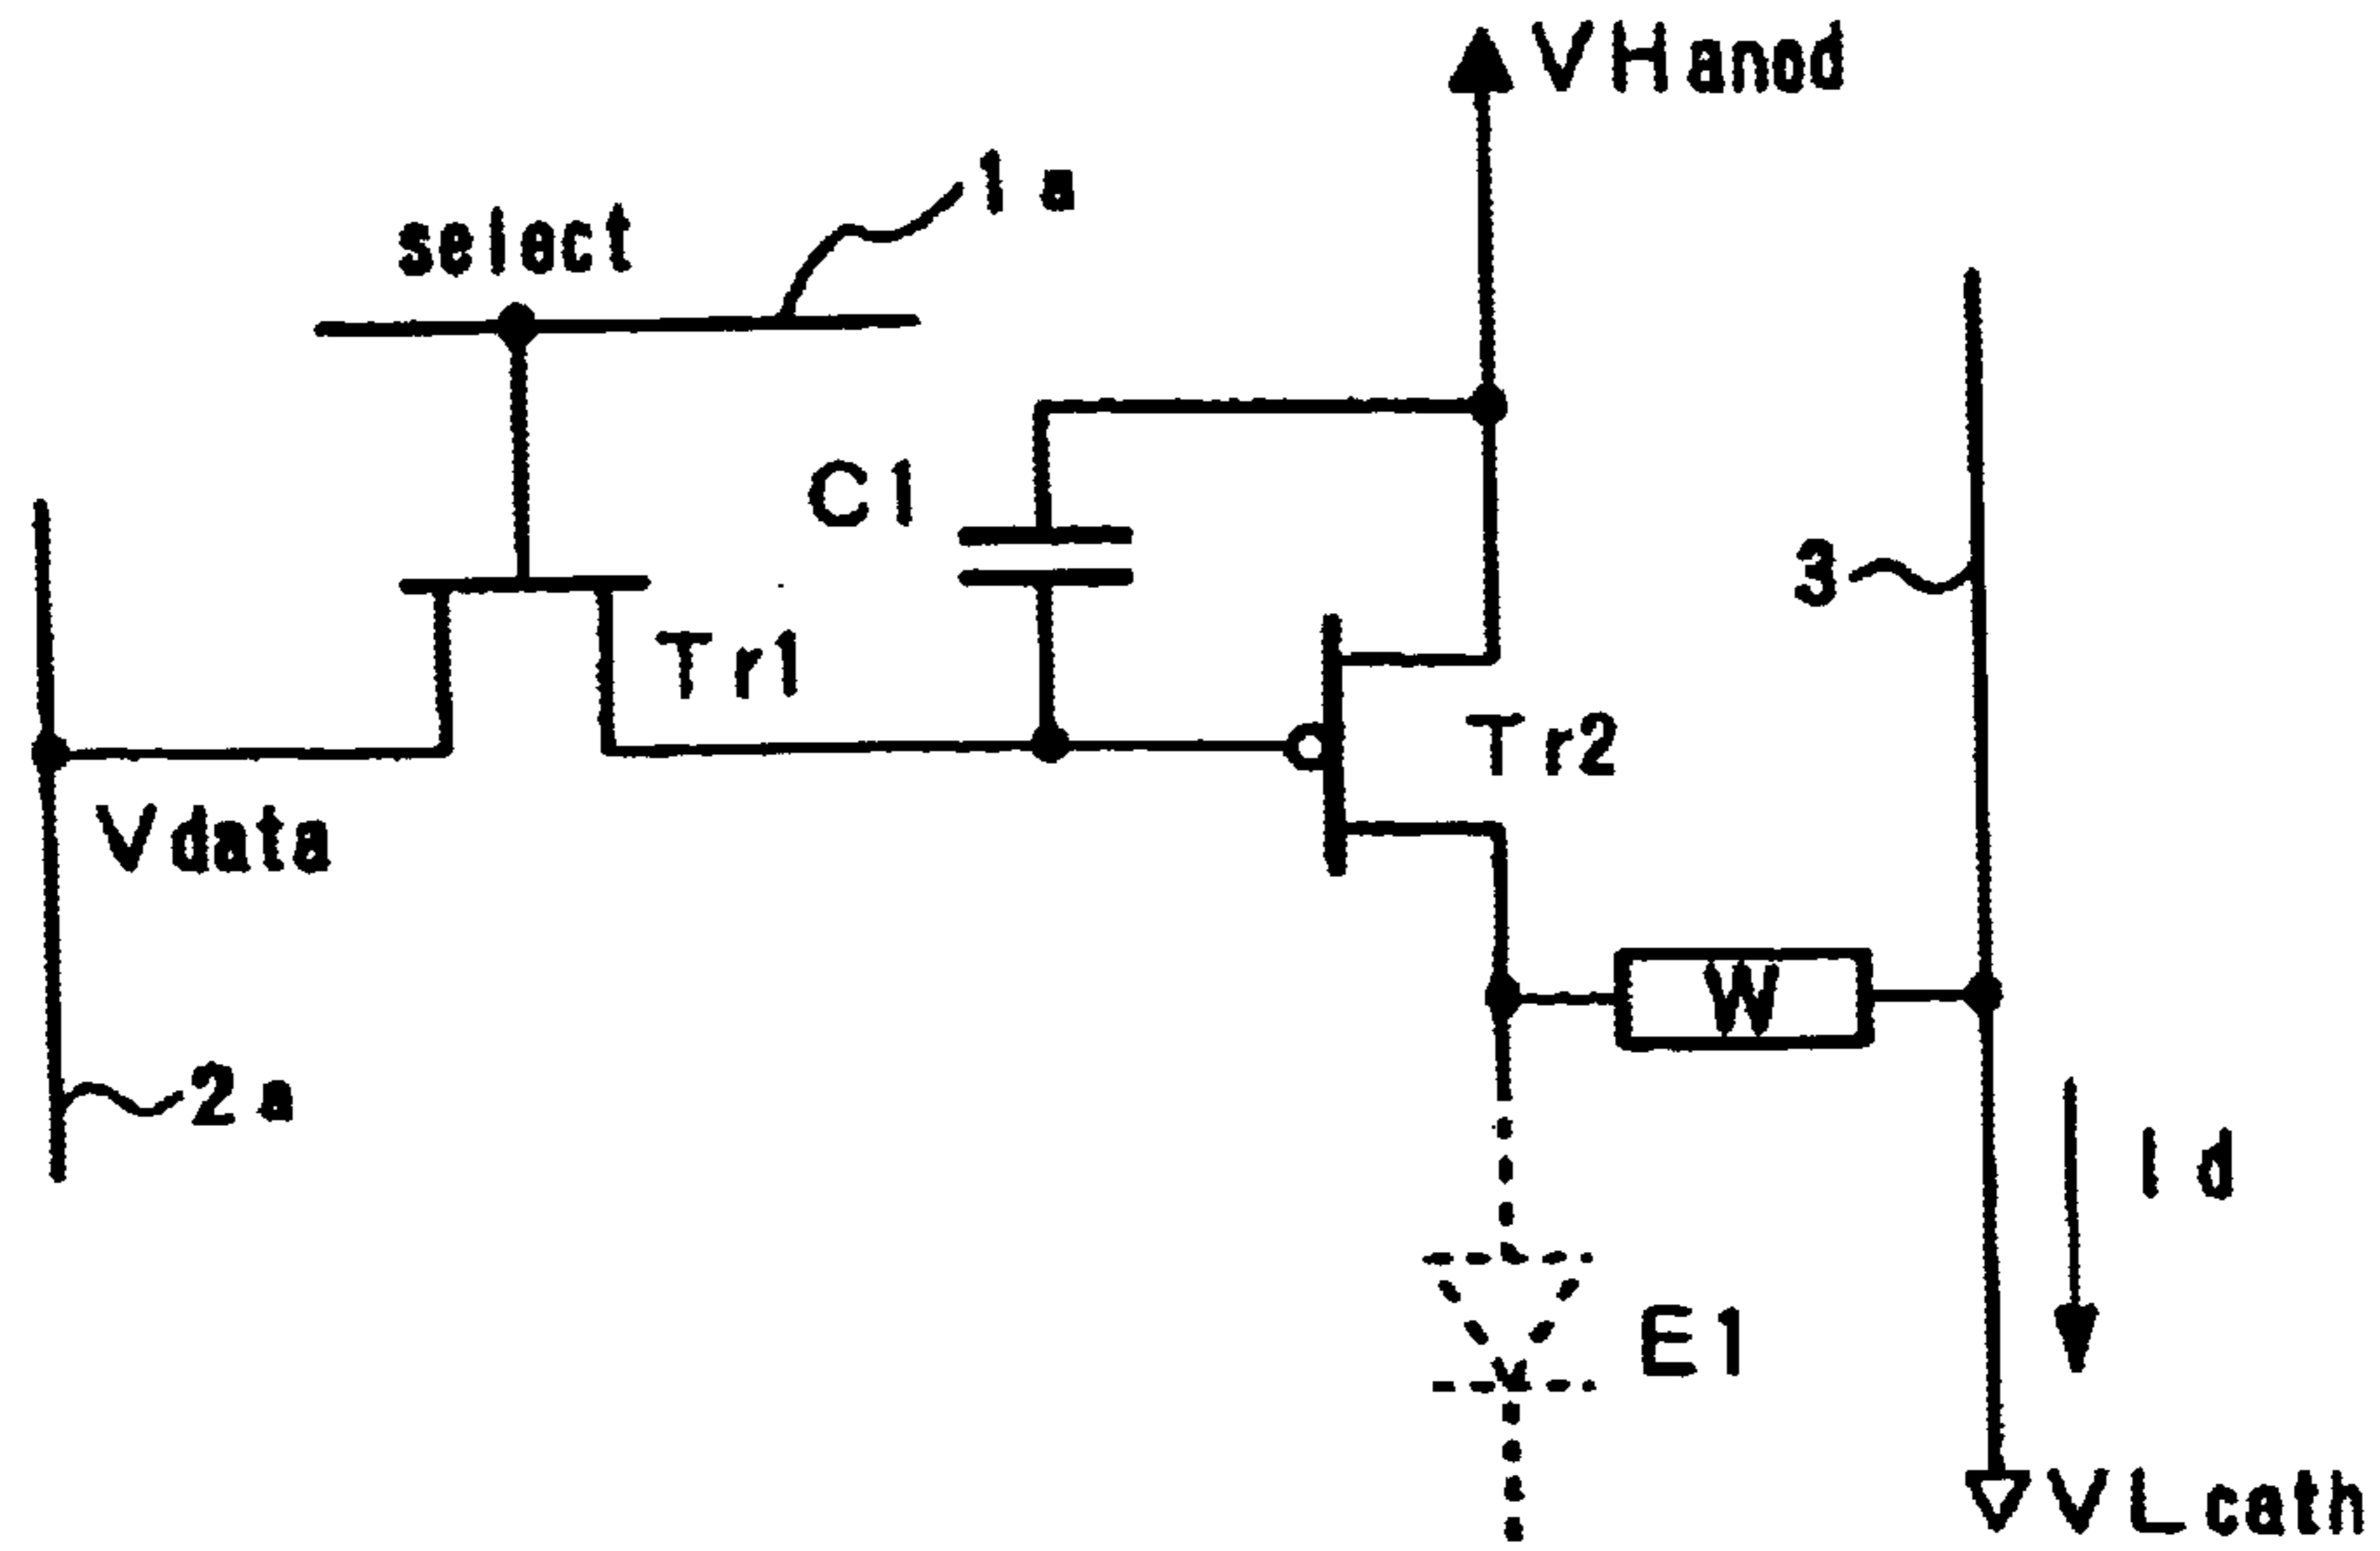 VHanod
1a
select
C1
3
Tr1
Tr2
Vdata
W
2a
Id
E1
VLcath